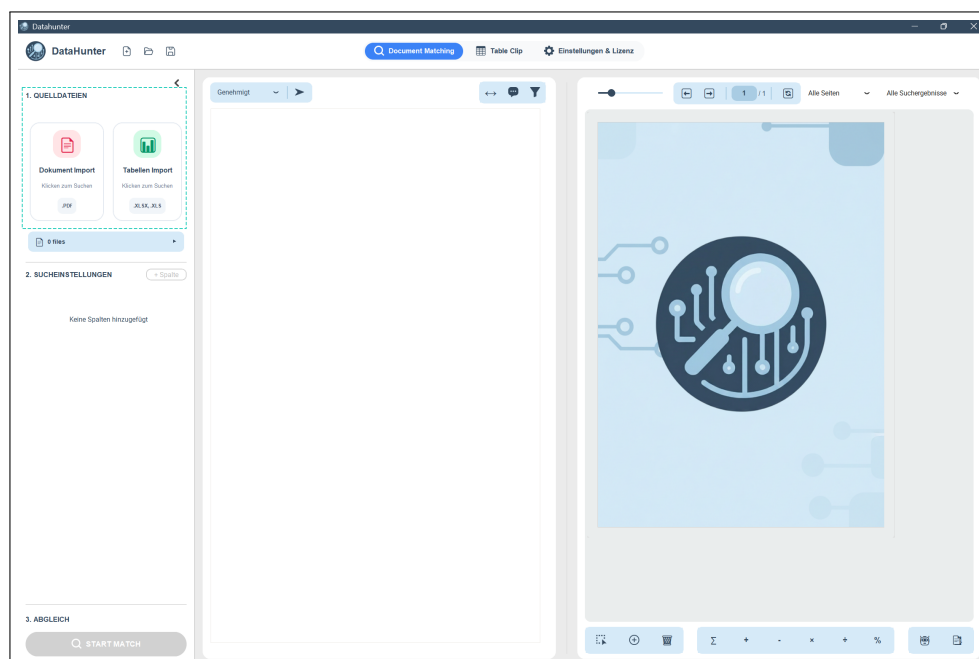 Datahunter
DataHunter
Document Matching
Table Clip
Einstellungen & Lizenz
1. QUELLDATEIEN
Dokument Import
Klicken zum Suchen
.PDF
Tabellen Import
Klicken zum Suchen
.XLSX, .XLS
0 files
2. SUCHEINSTELLUNGEN
+ Spalte
Keine Spalten hinzugefügt
3. ABGLEICH
START MATCH
Genehmigt
1 / 1
Alle Seiten
Alle Suchergebnisse
Σ + - × ÷ %